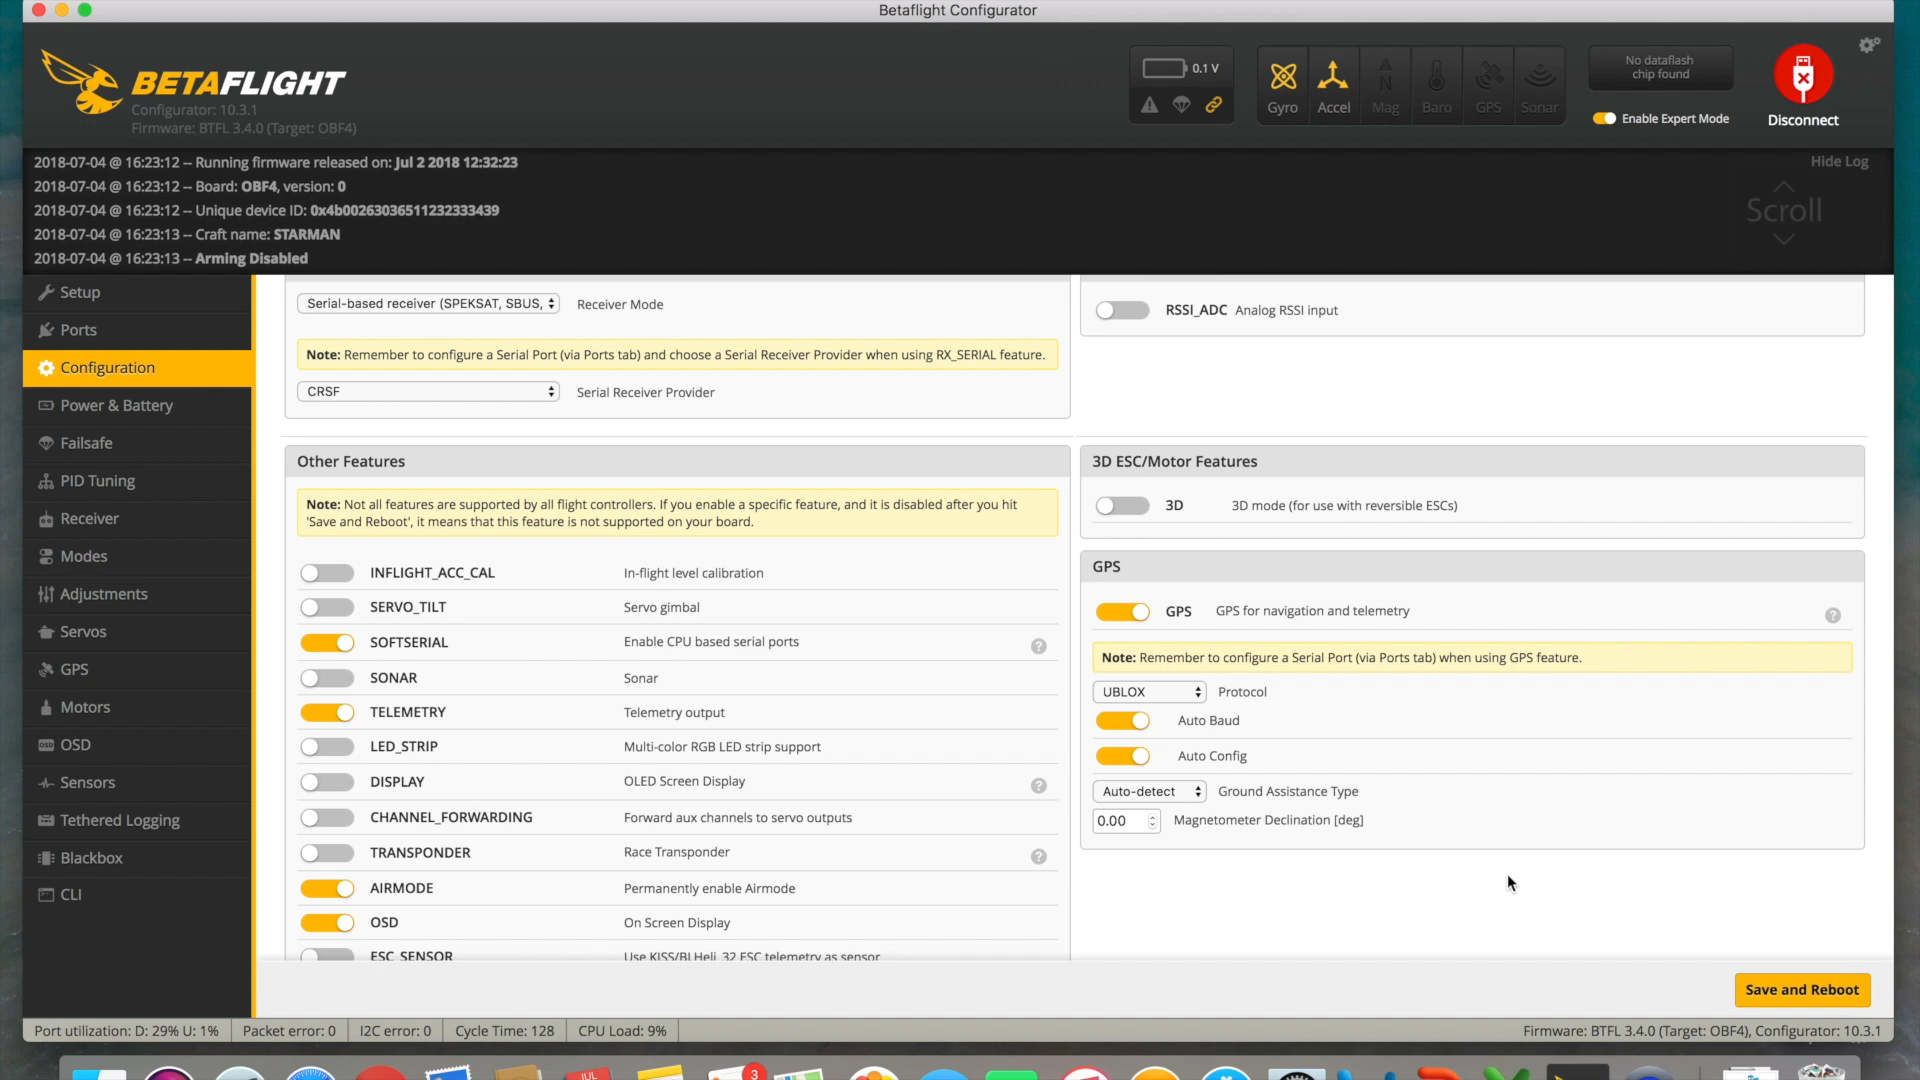 Betaflight Configurator
BETAFLIGHT
Configurator: 10.3.1
Firmware: BTFL 3.4.0 (Target: OBF4)
0.1 V
Gyro
Accel
Mag
Baro
GPS
Sonar
No dataflash
chip found
Enable Expert Mode
Disconnect
2018-07-04 @ 16:23:12 -- Running firmware released on: Jul 2 2018 12:32:23
2018-07-04 @ 16:23:12 -- Board: OBF4, version: 0
2018-07-04 @ 16:23:12 -- Unique device ID: 0x4b00263036511232333439
2018-07-04 @ 16:23:13 -- Craft name: STARMAN
2018-07-04 @ 16:23:13 -- Arming Disabled
Hide Log
Scroll
Setup
Ports
Configuration
Power & Battery
Failsafe
PID Tuning
Receiver
Modes
Adjustments
Servos
GPS
Motors
OSD
Sensors
Tethered Logging
Blackbox
CLI
Serial-based receiver (SPEKSAT, SBUS, Receiver Mode
Note: Remember to configure a Serial Port (via Ports tab) and choose a Serial Receiver Provider when using RX_SERIAL feature.
CRSF Serial Receiver Provider
RSSI_ADC Analog RSSI input
Other Features
Note: Not all features are supported by all flight controllers. If you enable a specific feature, and it is disabled after you hit
'Save and Reboot', it means that this feature is not supported on your board.
INFLIGHT_ACC_CAL In-flight level calibration
SERVO_TILT Servo gimbal
SOFTSERIAL Enable CPU based serial ports ?
SONAR Sonar
TELEMETRY Telemetry output
LED_STRIP Multi-color RGB LED strip support
DISPLAY OLED Screen Display ?
CHANNEL_FORWARDING Forward aux channels to servo outputs
TRANSPONDER Race Transponder ?
AIRMODE Permanently enable Airmode
OSD On Screen Display
ESC_SENSOR Use KISS/BLHeli_32 ESC telemetry as sensor
3D ESC/Motor Features
3D 3D mode (for use with reversible ESCs)
GPS
GPS GPS for navigation and telemetry ?
Note: Remember to configure a Serial Port (via Ports tab) when using GPS feature.
UBLOX Protocol
Auto Baud
Auto Config
Auto-detect Ground Assistance Type
0.00 Magnetometer Declination [deg]
Save and Reboot
Port utilization: D: 29% U: 1% Packet error: 0 I2C error: 0 Cycle Time: 128 CPU Load: 9%
Firmware: BTFL 3.4.0 (Target: OBF4), Configurator: 10.3.1
JUL
3